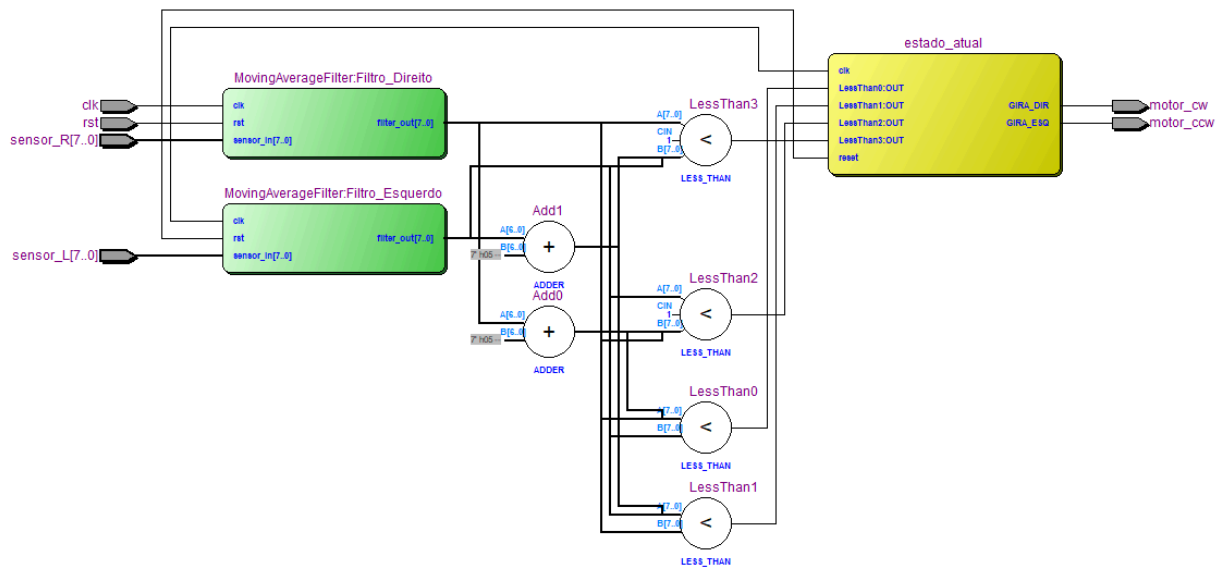 estado_atual
clk
LessThan0:OUT
LessThan1:OUT
LessThan2:OUT
LessThan3:OUT
reset
GIRA_DIR
GIRA_ESQ
motor_cw
motor_ccw
clk
rst
sensor_R[7..0]
sensor_L[7..0]
MovingAverageFilter:Filtro_Direito
clk
rst
sensor_in[7..0]
filter_out[7..0]
MovingAverageFilter:Filtro_Esquerdo
clk
rst
sensor_in[7..0]
filter_out[7..0]
Add1
A[6..0]
B[6..0]
7' h05 --
+
ADDER
Add0
A[6..0]
B[6..0]
7' h05 --
+
ADDER
LessThan3
A[7..0]
CIN
1
B[7..0]
<
LESS_THAN
LessThan2
A[7..0]
CIN
1
B[7..0]
<
LESS_THAN
LessThan0
A[7..0]
B[7..0]
<
LESS_THAN
LessThan1
A[7..0]
B[7..0]
<
LESS_THAN